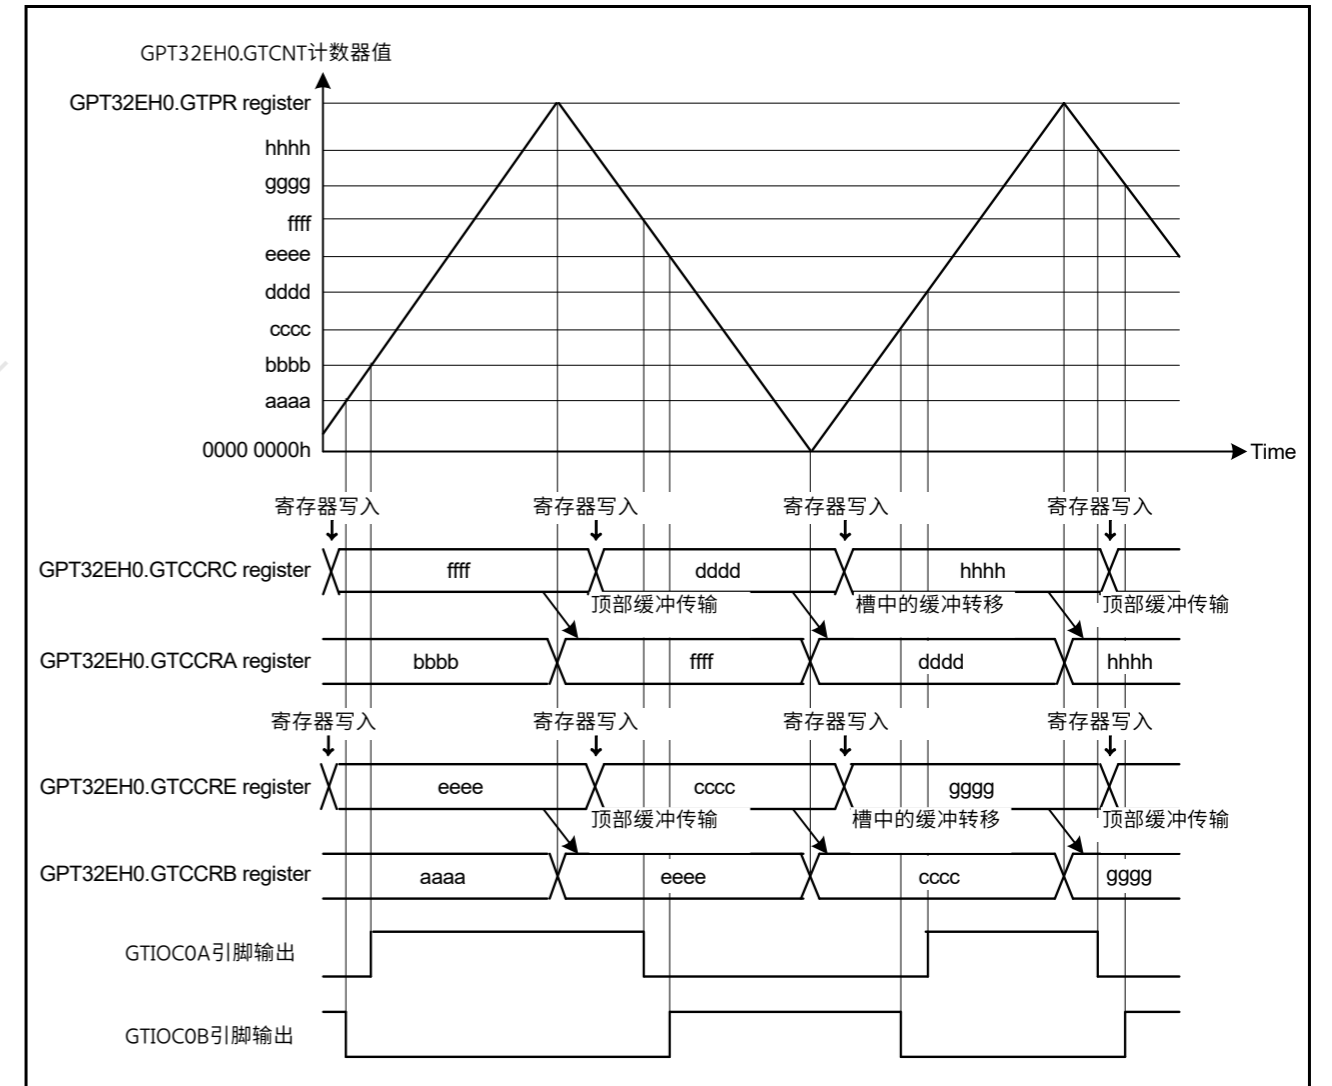 GPT32EH0.GTCNT计数器值
GPT32EH0.GTPR register
hhhh
gggg
ffff
eeee
dddd
cccc
bbbb
aaaa
0000 0000h
Time
寄存器写入 寄存器写入 寄存器写入 寄存器写入
GPT32EH0.GTCCRC register ffff dddd hhhh
顶部缓冲传输 槽中的缓冲转移 顶部缓冲传输
GPT32EH0.GTCCRA register bbbb ffff dddd hhhh
寄存器写入 寄存器写入 寄存器写入 寄存器写入
GPT32EH0.GTCCRE register eeee cccc gggg
顶部缓冲传输 槽中的缓冲转移 顶部缓冲传输
GPT32EH0.GTCCRB register aaaa eeee cccc gggg
GTIOC0A引脚输出
GTIOC0B引脚输出